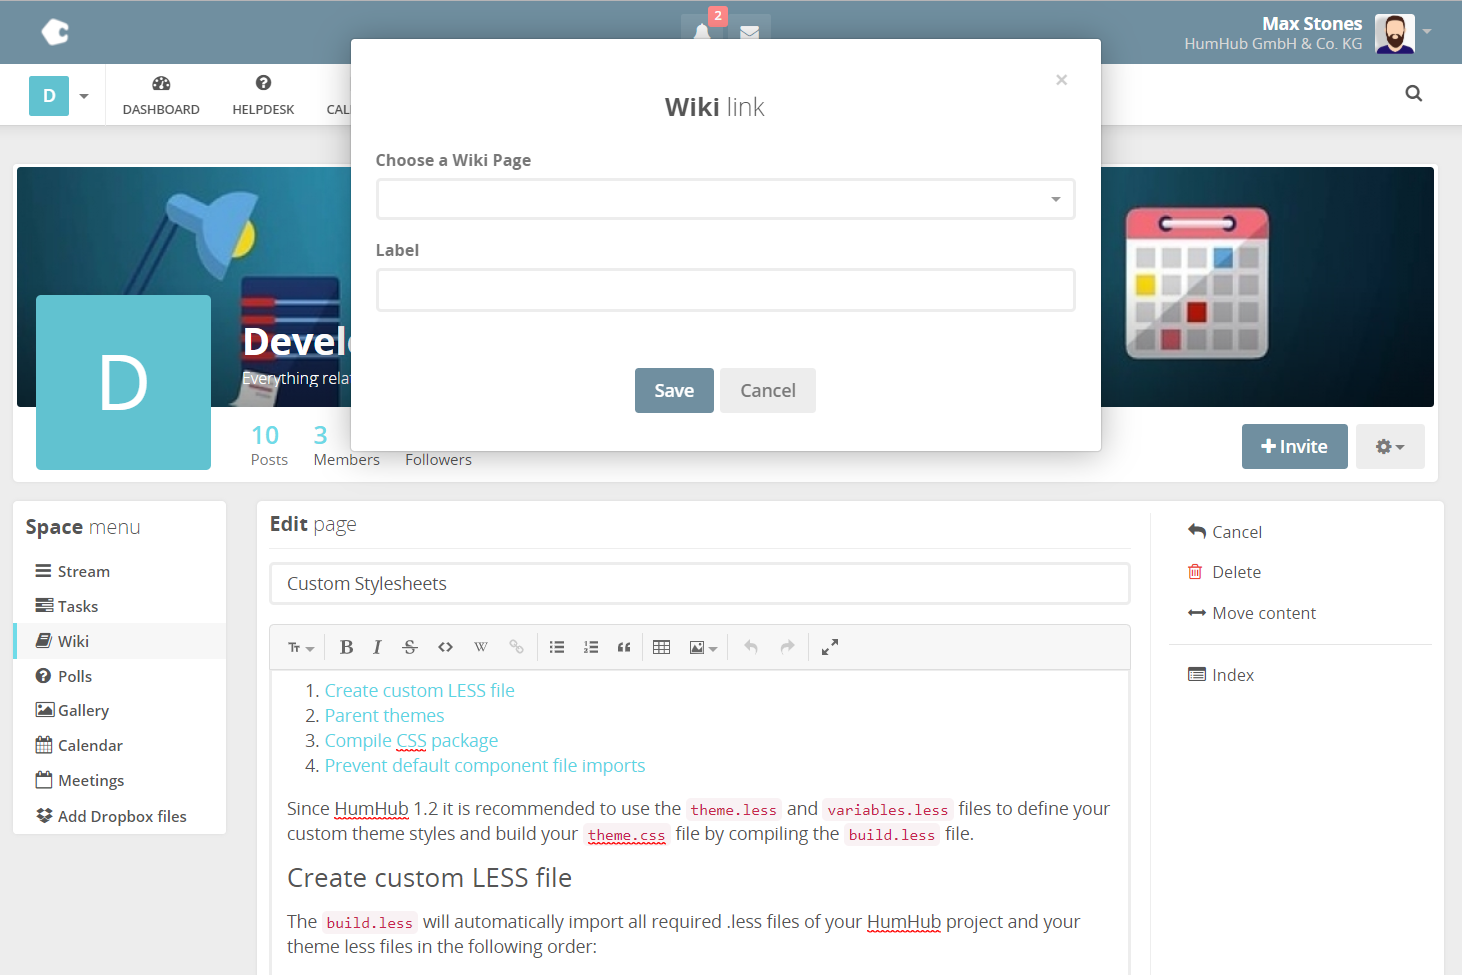 2
Max Stones
HumHub GmbH & Co. KG
D
DASHBOARD
HELPDESK
Wiki link
×
Choose a Wiki Page
Label
Save
Cancel
D
Everything
10
Posts
3
Members
Followers
Invite
Space menu
Stream
Tasks
Wiki
Polls
Gallery
Calendar
Meetings
Add Dropbox files
Edit page
Custom Stylesheets
1. Create custom LESS file
2. Parent themes
3. Compile CSS package
4. Prevent default component file imports
Since HumHub 1.2 it is recommended to use the theme.less and variables.less files to define your
custom theme styles and build your theme.css file by compiling the build.less file.
Create custom LESS file
The build.less will automatically import all required .less files of your HumHub project and your
theme less files in the following order:
Cancel
Delete
Move content
Index